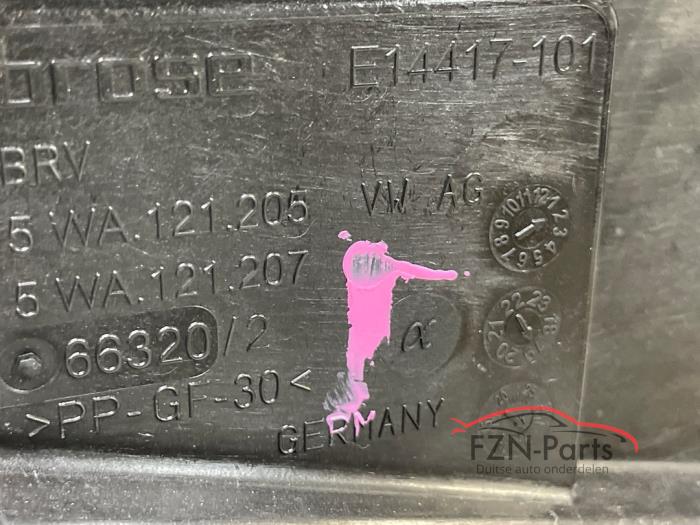 brose
E14417-101
BRV
VW AG
5 WA.121.205
5 WA.121.207
66320/2
α
>PP-GF-30<
GERMANY
FZN-Parts
Duitse auto onderdelen